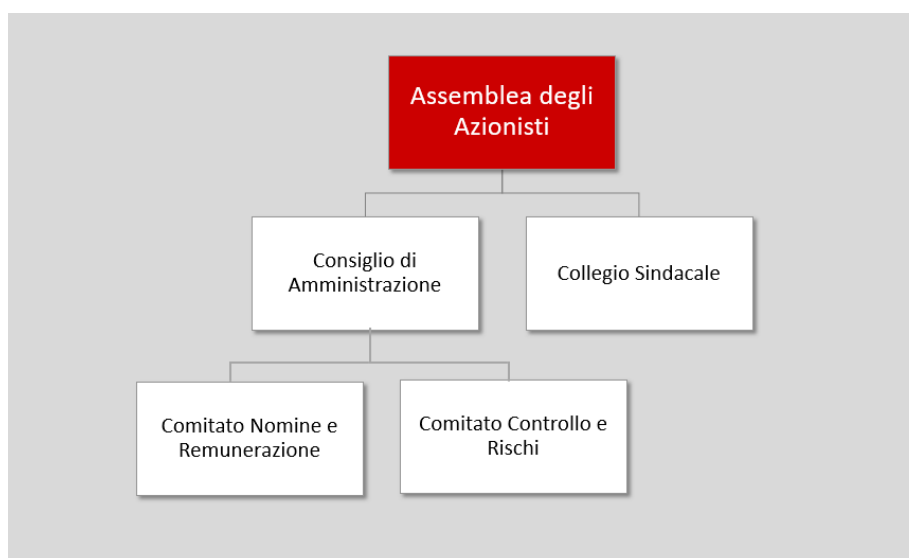 Assemblea degli
Azionisti
Consiglio di
Amministrazione
Collegio Sindacale
Comitato Nomine e
Remunerazione
Comitato Controllo e
Rischi